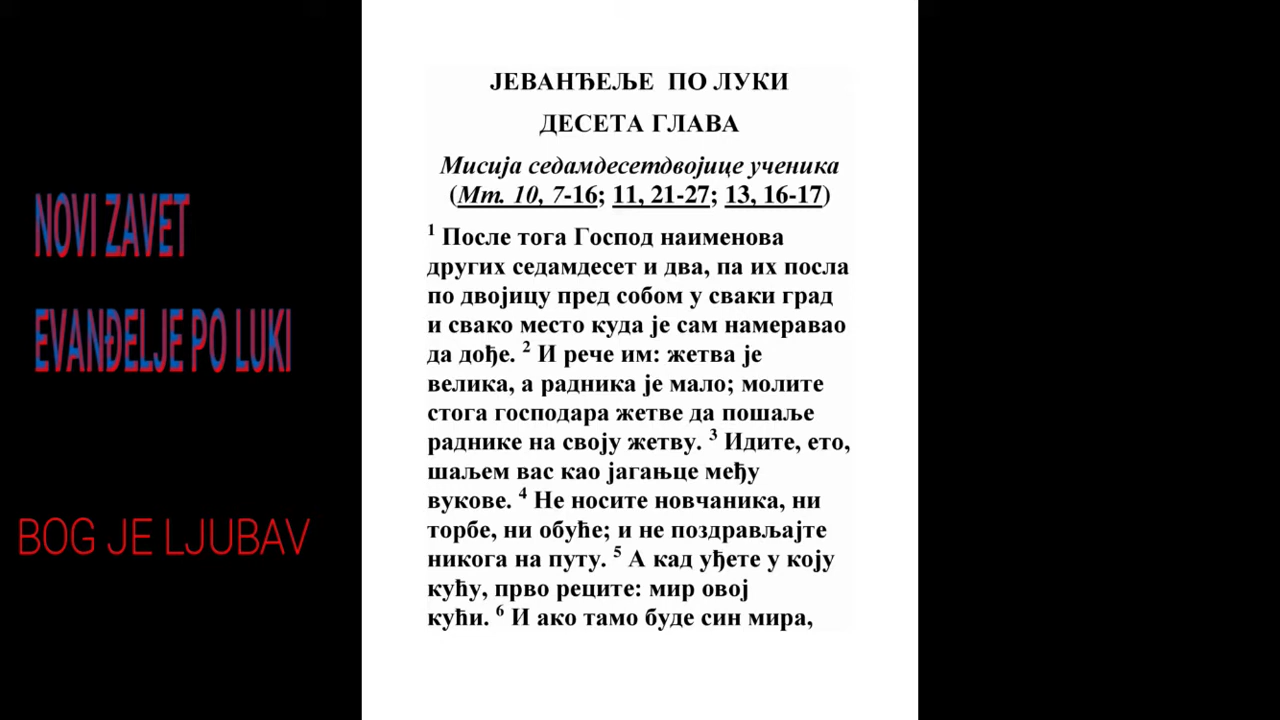 NOVI ZAVET
EVANĐELJE PO LUKI
BOG JE LJUBAV
ЈЕВАНЂЕЉЕ ПО ЛУКИ
ДЕСЕТА ГЛАВА
Мисија седамдесетдвојице ученика
(Мт. 10, 7-16; 11, 21-27; 13, 16-17)
1 После тога Господ наименова
других седамдесет и два, па их посла
по двојицу пред собом у сваки град
и свако место куда је сам намеравао
да дође. 2 И рече им: жетва је
велика, а радника је мало; молите
стога господара жетве да пошаље
раднике на своју жетву. 3 Идите, ето,
шаљем вас као јагањце међу
вукове. 4 Не носите новчаника, ни
торбе, ни обуће; и не поздрављајте
никога на путу. 5 А кад уђете у коју
кућу, прво реците: мир овој
кући. 6 И ако тамо буде син мира,